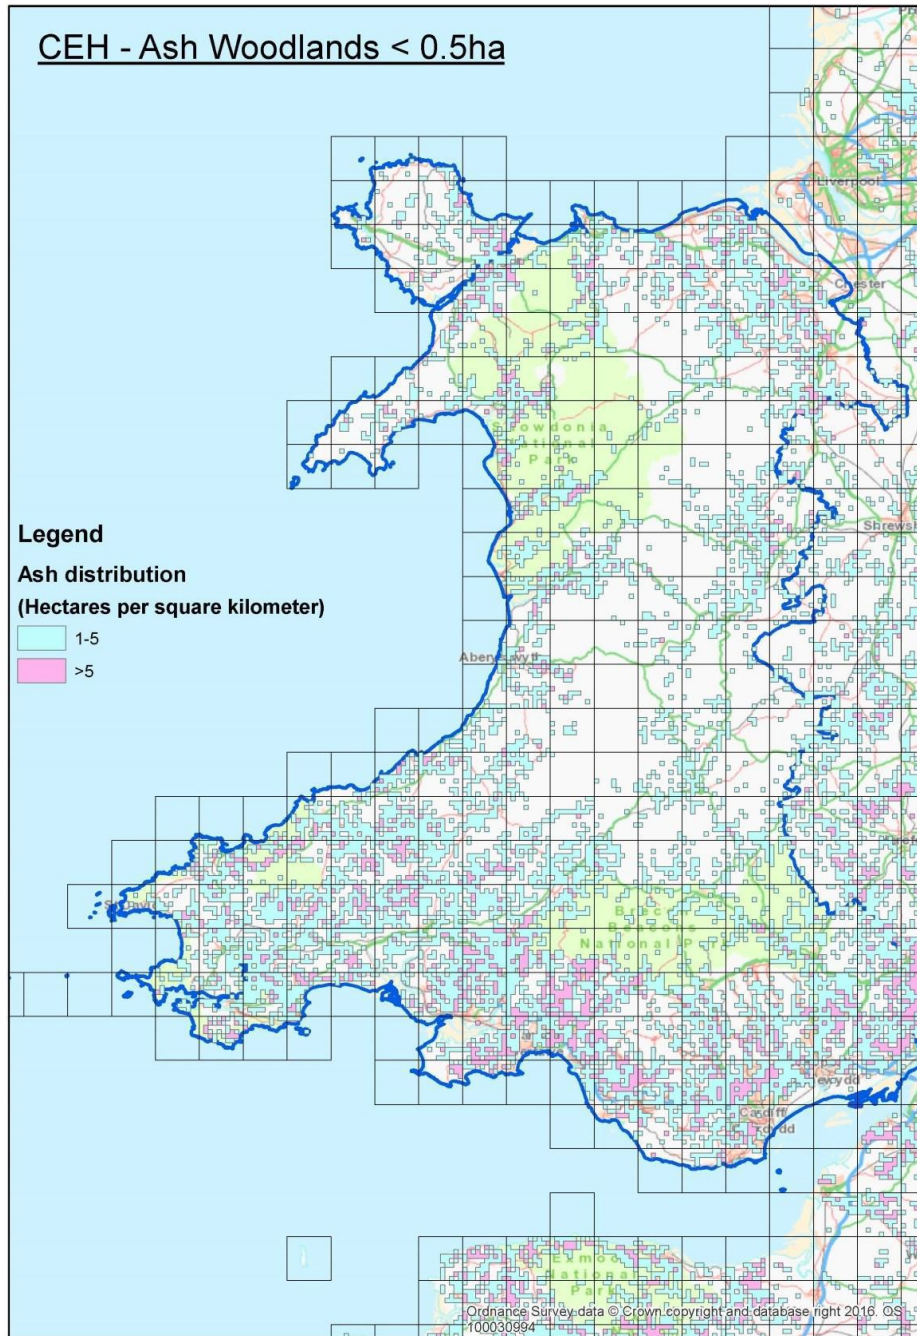 CEH - Ash Woodlands < 0.5ha
Liverpool
Chester
Snowdonia
National
Park
Legend
Ash distribution
(Hectares per square kilometer)
1-5
>5
Shrewsb
Aberystwyth
Brecon
Beacons
National Park
Cardiff
Exmoor
National
Park
Ordnance Survey data © Crown copyright and database right 2016. OS
100030994